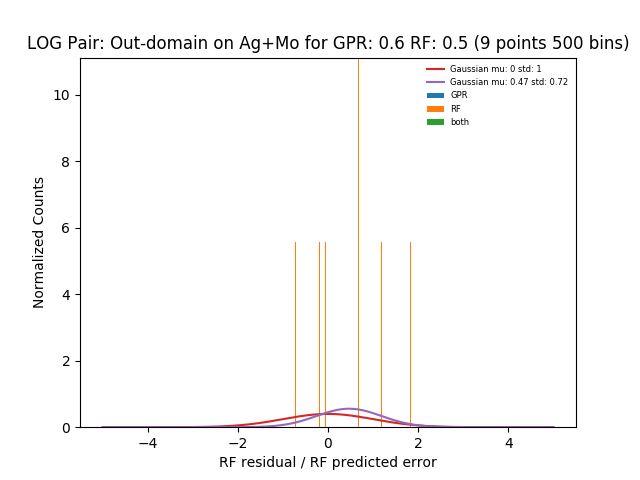 LOG Pair: Out-domain on Ag+Mo for GPR: 0.6 RF: 0.5 (9 points 500 bins)
Gaussian mu: 0 std: 1
Gaussian mu: 0.47 std: 0.72
GPR
RF
both
Normalized Counts
10
8
6
4
2
0
−4
−2
0
2
4
RF residual / RF predicted error